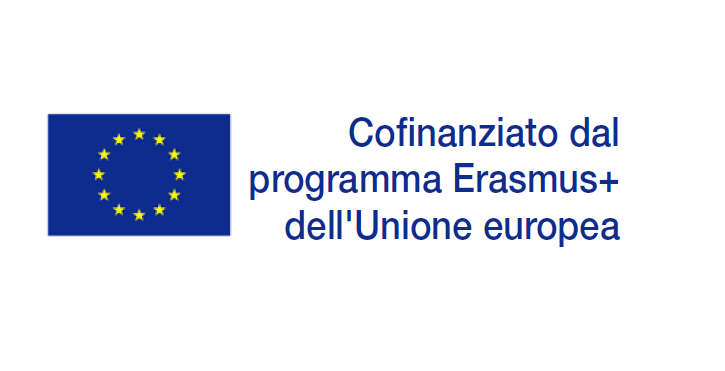 Cofinanziato dal
programma Erasmus+
dell'Unione europea